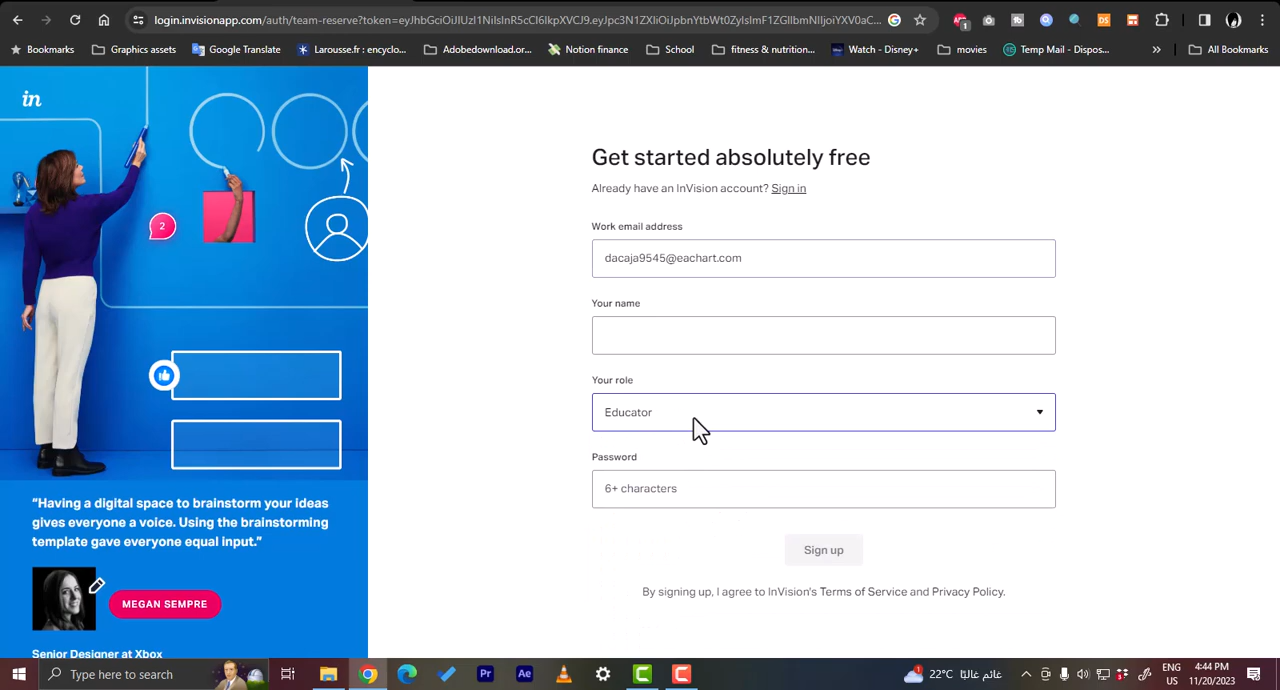 login.invisionapp.com/auth/team-reserve?token=eyJhbGciOiJIUzI1NiIsInR5cCI6IkpXVCJ9.eyJpc3N1ZXIiOiJpbnYtbWt0ZyIsImF1ZGllbmNlIjoiYXV0aC...
Bookmarks
Graphics assets
Google Translate
Larousse.fr : encyclo...
Adobedownload.or...
Notion finance
School
fitness & nutrition...
Watch - Disney+
movies
Temp Mail - Dispos...
»
All Bookmarks
in
2
"Having a digital space to brainstorm your ideas
gives everyone a voice. Using the brainstorming
template gave everyone equal input."
MEGAN SEMPRE
Senior Designer at Xbox
Get started absolutely free
Already have an InVision account? Sign in
Work email address
dacaja9545@eachart.com
Your name
Your role
Educator
Password
6+ characters
Sign up
By signing up, I agree to InVision's Terms of Service and Privacy Policy.
Type here to search
Pr
Ae
1
22°C
غائم غالبًا
ENG
US
4:44 PM
11/20/2023